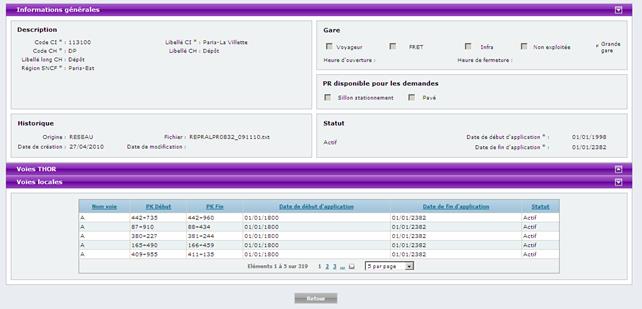 Informations générales
Description
Code CI * : 113100 Libellé CI * : Paris-La Villette
Code CH * : DP Libellé CH : Dépôt
Libellé long CH : Dépôt
Région SNCF * : Paris-Est
Gare
Voyageur FRET Infra Non exploitée Grande gare
Heure d'ouverture : Heure de fermeture :
PR disponible pour les demandes
Sillon stationnement Pavé
Historique
Origine : RESEAU Fichier : REPRALPR0832_091110.txt
Date de création : 27/04/2010 Date de modification :
Statut
Actif Date de début d'application * : 01/01/1998
Date de fin d'application * : 01/01/2382
Voies THOR
Voies locales
Nom voie PK Début PK Fin Date de début d'application Date de fin d'application Statut
A 442+735 442+960 01/01/1800 01/01/2382 Actif
A 87+910 88+434 01/01/1800 01/01/2382 Actif
A 380+227 381+244 01/01/1800 01/01/2382 Actif
A 165+490 166+459 01/01/1800 01/01/2382 Actif
A 409+955 411+135 01/01/1800 01/01/2382 Actif
Eléments 1 à 5 sur 319 1 2 3 ... 5 par page
Retour